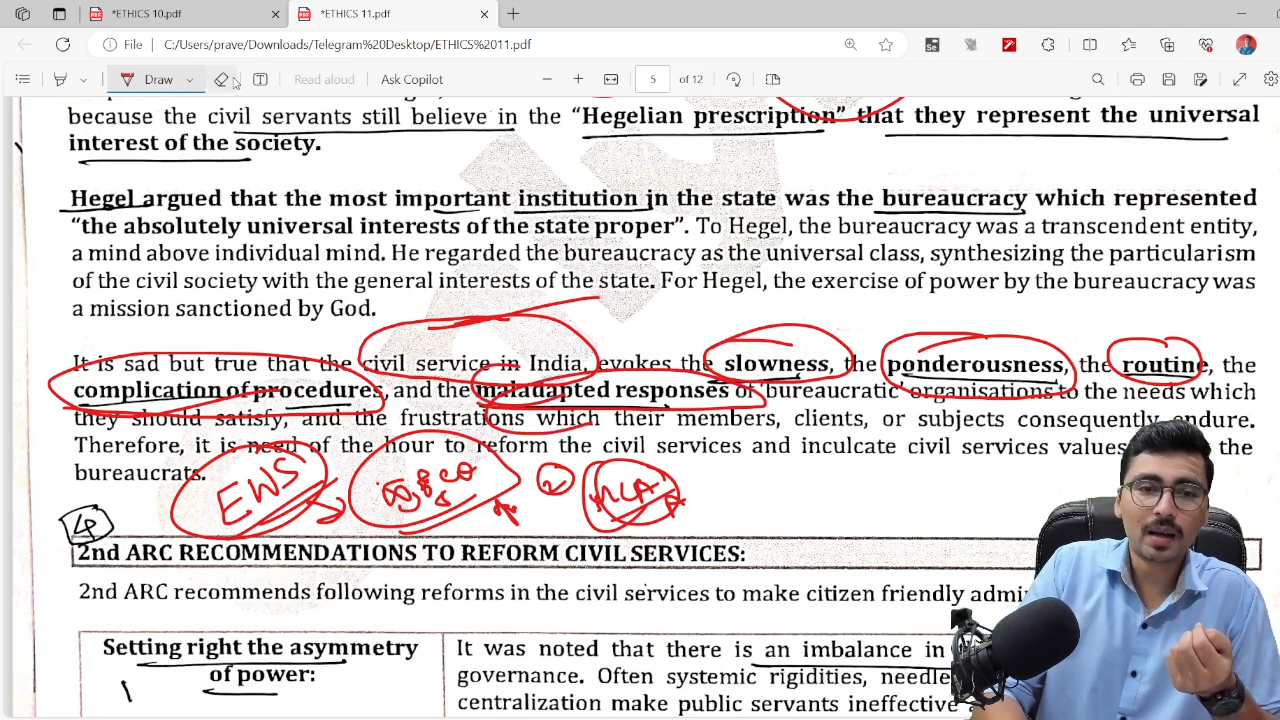 *ETHICS 10.pdf
*ETHICS 11.pdf
File
C:/Users/prave/Downloads/Telegram%20Desktop/ETHICS%2011.pdf
Draw
Read aloud
Ask Copilot
5
of 12
because the civil servants still believe in the “Hegelian prescription” that they represent the universal
interest of the society.
Hegel argued that the most important institution in the state was the bureaucracy which represented
“the absolutely universal interests of the state proper”. To Hegel, the bureaucracy was a transcendent entity,
a mind above individual mind. He regarded the bureaucracy as the universal class, synthesizing the particularism
of the civil society with the general interests of the state. For Hegel, the exercise of power by the bureaucracy was
a mission sanctioned by God.
It is sad but true that the civil service in India, evokes the slowness, the ponderousness, the routine, the
complication of procedures, and the maladapted responses of bureaucratic organisations to the needs which
they should satisfy, and the frustrations which their members, clients, or subjects consequently endure.
Therefore, it is need of the hour to reform the civil services and inculcate civil services values the
bureaucrats.
EWS
2
MLA
4
2nd ARC RECOMMENDATIONS TO REFORM CIVIL SERVICES:
2nd ARC recommends following reforms in the civil services to make citizen friendly admi
Setting right the asymmetry
of power:
1
It was noted that there is an imbalance in
governance. Often systemic rigidities, needle
centralization make public servants ineffective a